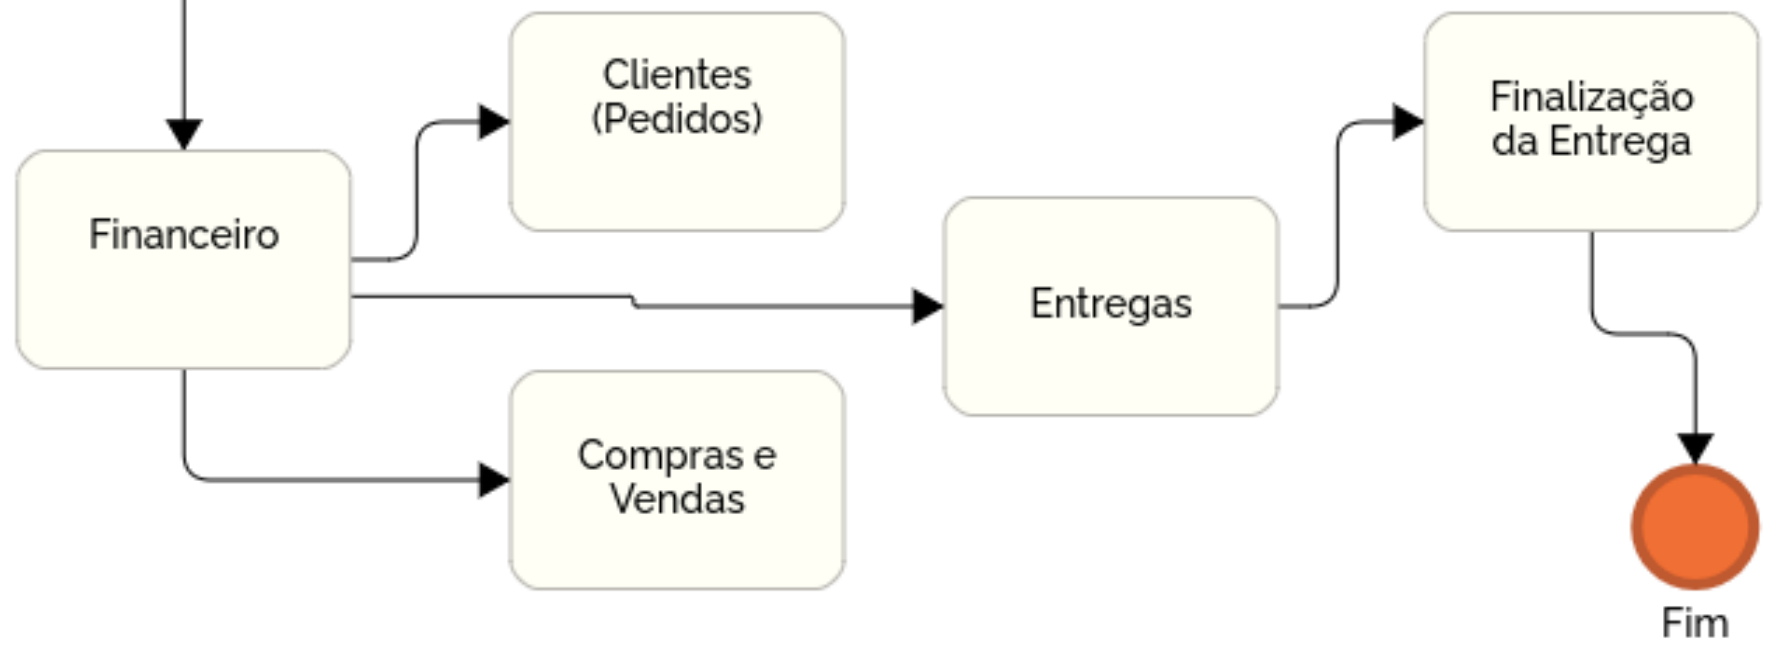 Clientes
(Pedidos)
Finalização
da Entrega
Financeiro
Entregas
Compras e
Vendas
Fim